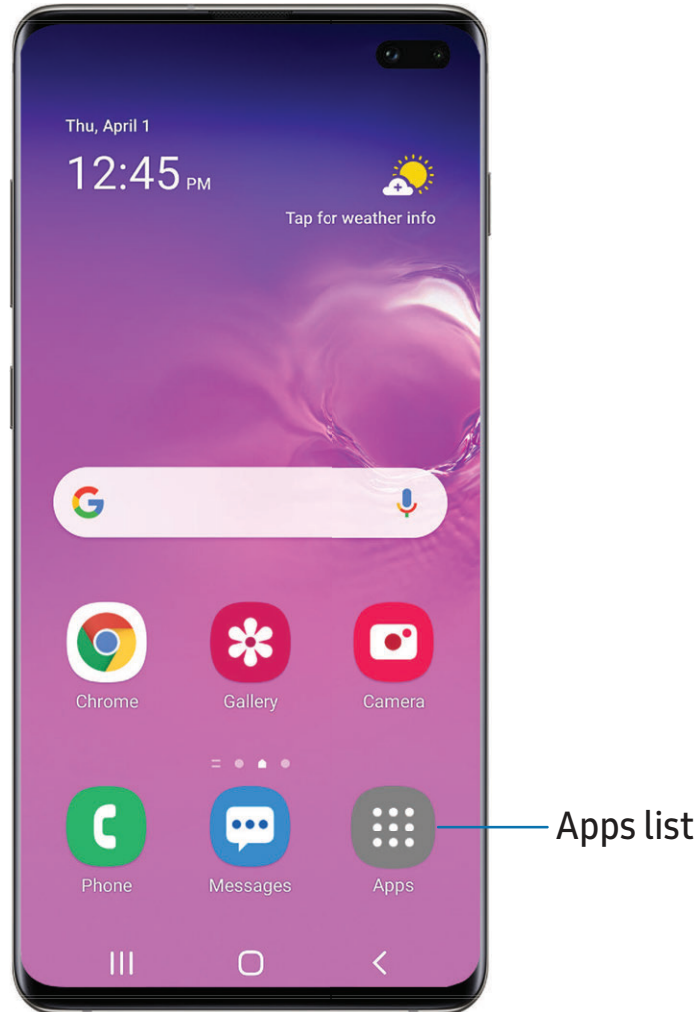 Thu, April 1
12:45 PM
Tap for weather info
G
Chrome
Gallery
Camera
Phone
Messages
Apps
Apps list